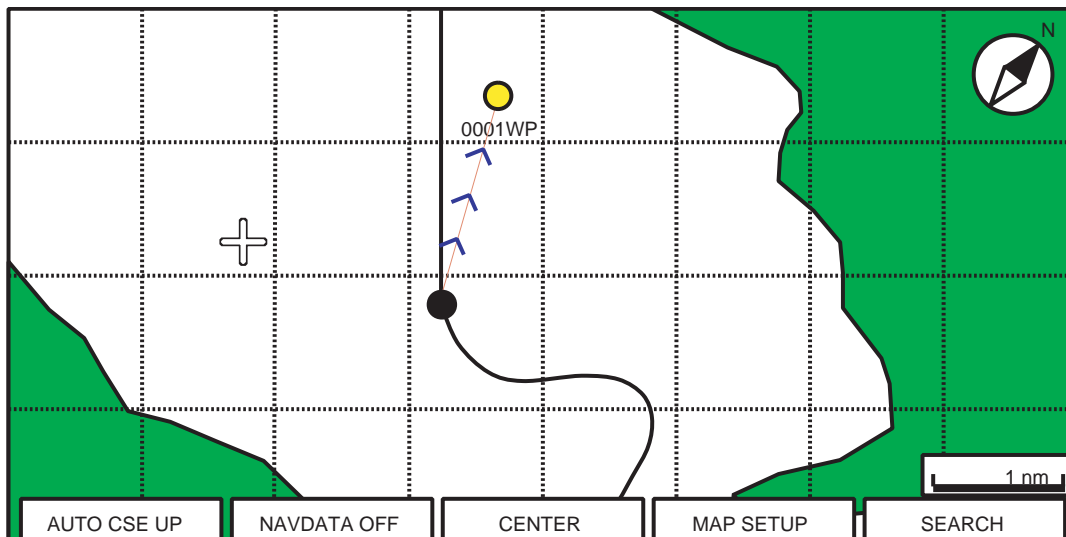 N
0001WP
1 nm
AUTO CSE UP
NAVDATA OFF
CENTER
MAP SETUP
SEARCH